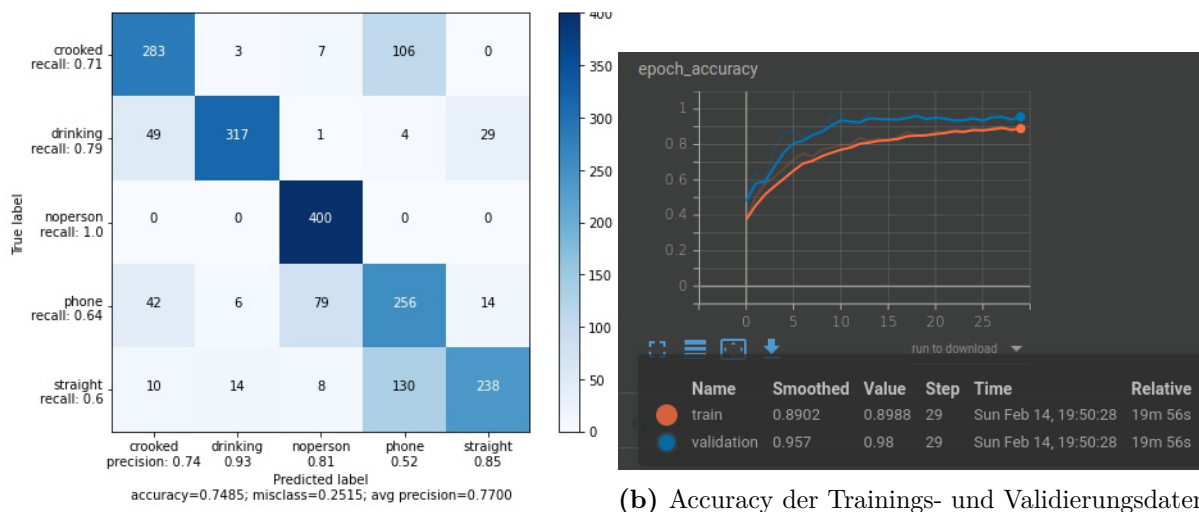 crooked
recall: 0.71
283 3 7 106 0
drinking
recall: 0.79
49 317 1 4 29
noperson
recall: 1.0
0 0 400 0 0
phone
recall: 0.64
42 6 79 256 14
straight
recall: 0.6
10 14 8 130 238
True label
crooked drinking noperson phone straight
precision: 0.74 0.93 0.81 0.52 0.85
Predicted label
accuracy=0.7485; misclass=0.2515; avg precision=0.7700
400
350
300
250
200
150
100
50
0
epoch_accuracy
1
0.8
0.6
0.4
0.2
0
0 5 10 15 20 25
run to download
Name Smoothed Value Step Time Relative
train 0.8902 0.8988 29 Sun Feb 14, 19:50:28 19m 56s
validation 0.957 0.98 29 Sun Feb 14, 19:50:28 19m 56s
(b) Accuracy der Trainings- und Validierungsdaten